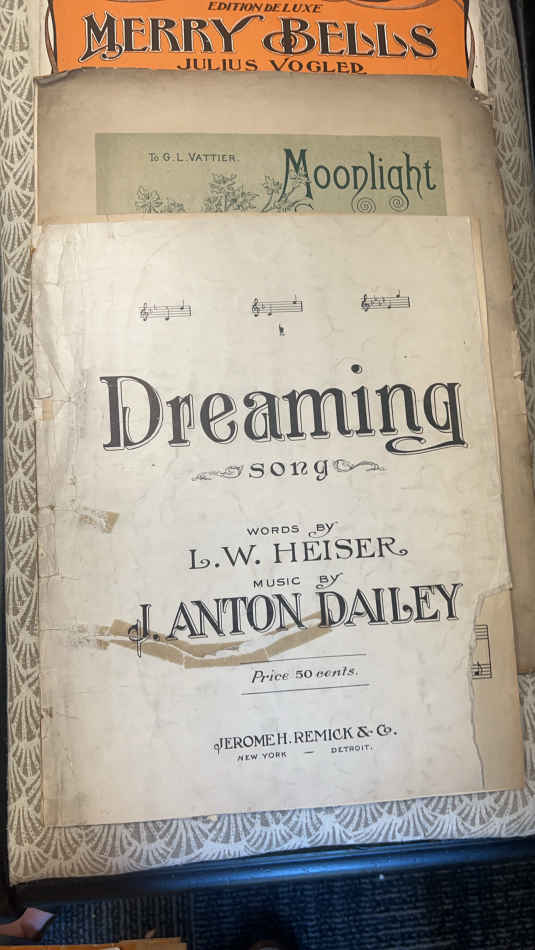 EDITION DE LUXE
MERRY BELLS
JULIUS VOGLER
To G. L. VATTIER.
Moonlight
Dreaming
song
WORDS BY
L. W. HEISER
MUSIC BY
J. ANTON DAILEY
Price 50 cents.
JEROME H. REMICK & Co.
NEW YORK — DETROIT.